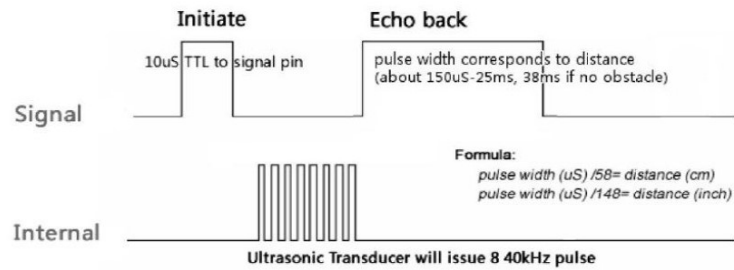 Initiate
Echo back
10uS TTL to signal pin
pulse width corresponds to distance
(about 150uS-25ms, 38ms if no obstacle)
Signal
Formula:
pulse width (uS) /58= distance (cm)
pulse width (uS) /148= distance (inch)
Internal
Ultrasonic Transducer will issue 8 40kHz pulse